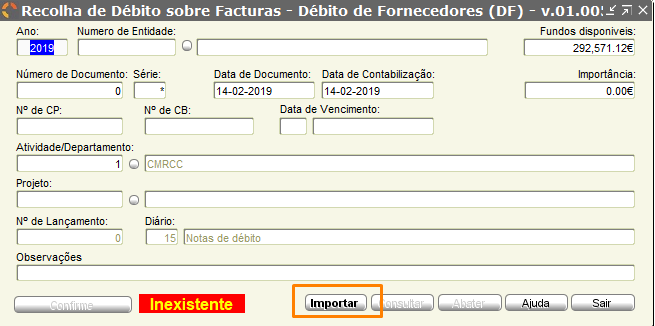 Recolha de Débito sobre Facturas - Débito de Fornecedores (DF) - v.01.005
Ano: Numero de Entidade: Fundos disponiveis:
2019 292,571.12€
Número de Documento: Série: Data de Documento: Data de Contabilização: Importância:
0 * 14-02-2019 14-02-2019 0.00€
Nº de CP: Nº de CB: Data de Vencimento:
Atividade/Departamento:
1 CMRCC
Projeto:
Nº de Lançamento: Diário:
0 15 Notas de débito
Observações
Confirme Inexistente Importar Consultar Abater Ajuda Sair